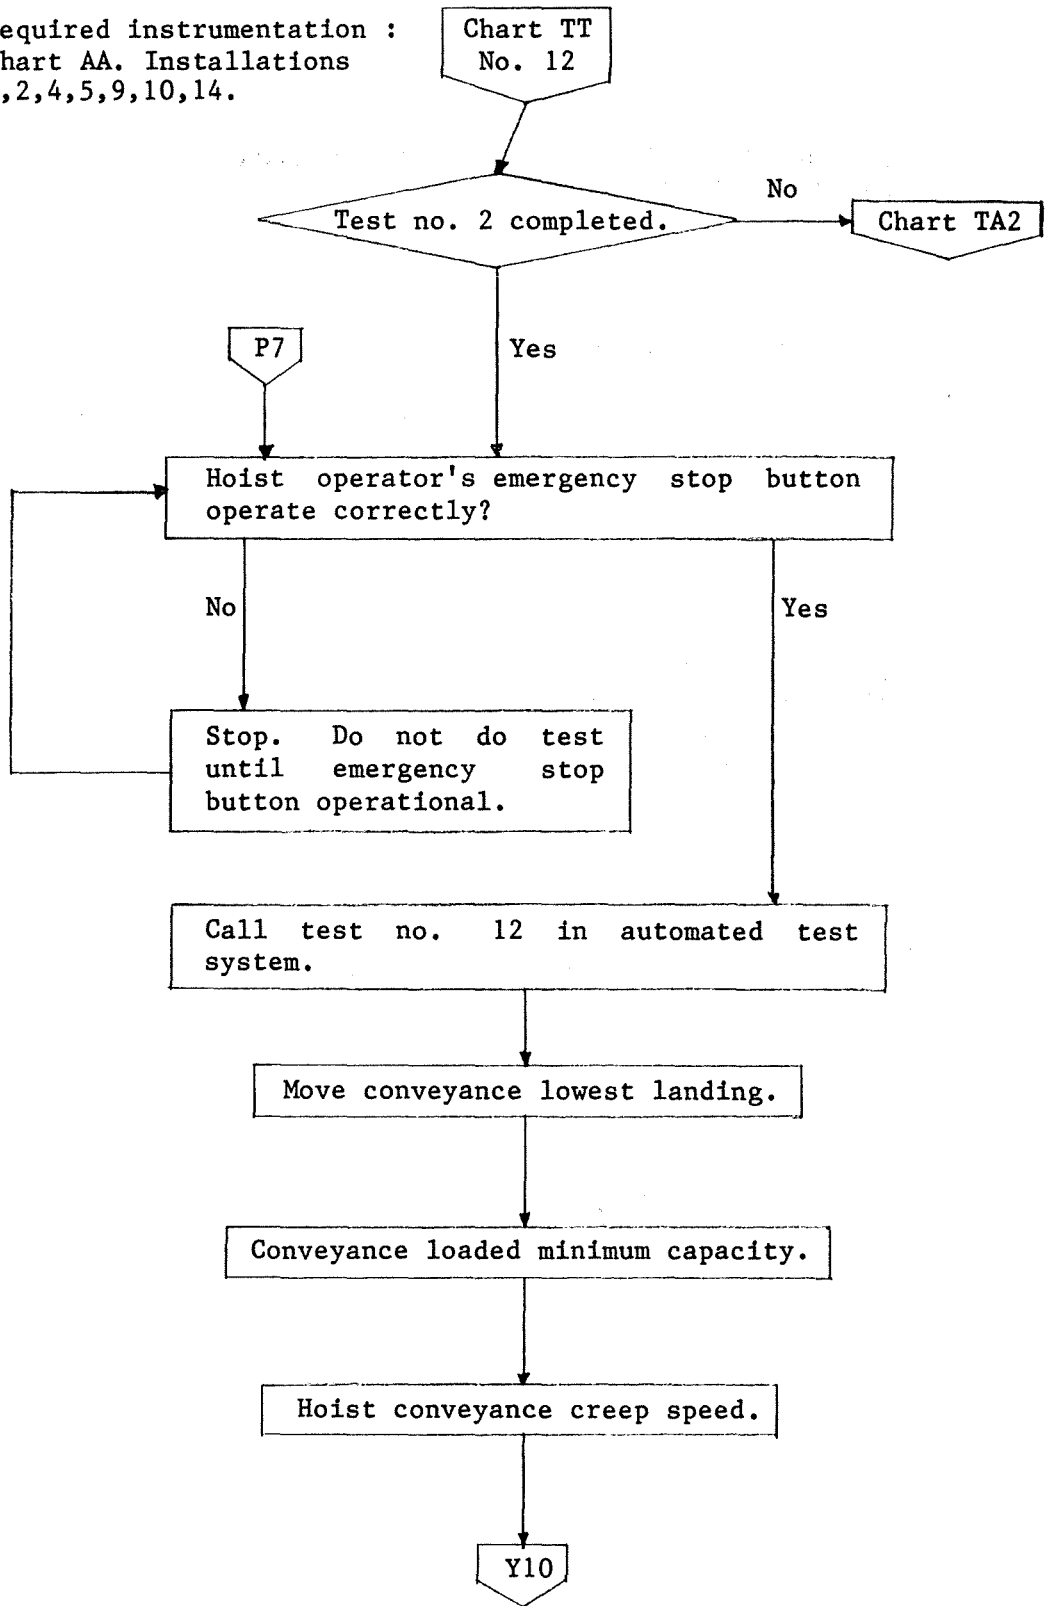 equired instrumentation :
hart AA. Installations
,2,4,5,9,10,14.
Chart TT
No. 12
Test no. 2 completed.
No
Chart TA2
Yes
P7
Hoist operator's emergency stop button
operate correctly?
No
Yes
Stop. Do not do test
until emergency stop
button operational.
Call test no. 12 in automated test
system.
Move conveyance lowest landing.
Conveyance loaded minimum capacity.
Hoist conveyance creep speed.
Y10